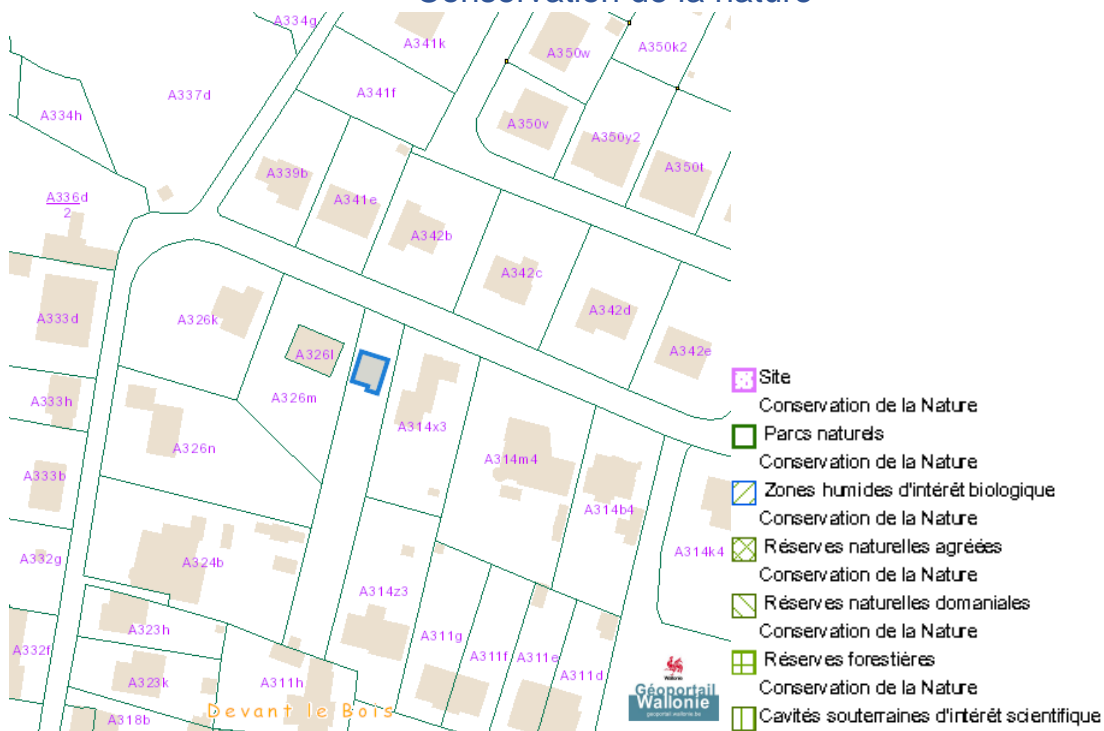 Conservation de la nature
A334g
A341k
A350w
A350k2
A337d
A341f
A334h
A350v
A350y2
A350t
A339b
A341e
A336d
2
A342b
A342c
A333d
A326k
A342d
A326l
A342e
A333h
A326m
A314x3
A326n
A314m4
A333b
A314b4
A332g
A324b
A314k4
A314z3
A323h
A311g
A332f
A311f
A311e
A311d
A323k
A311h
A318b
Devant le Bois
Wallonie
Géoportail
Wallonie
geoportail.wallonie.be
Site
Conservation de la Nature
Parcs naturels
Conservation de la Nature
Zones humides d'intérêt biologique
Conservation de la Nature
Réserves naturelles agréées
Conservation de la Nature
Réserves naturelles domaniales
Conservation de la Nature
Réserves forestières
Conservation de la Nature
Cavités souterraines d'intérêt scientifique